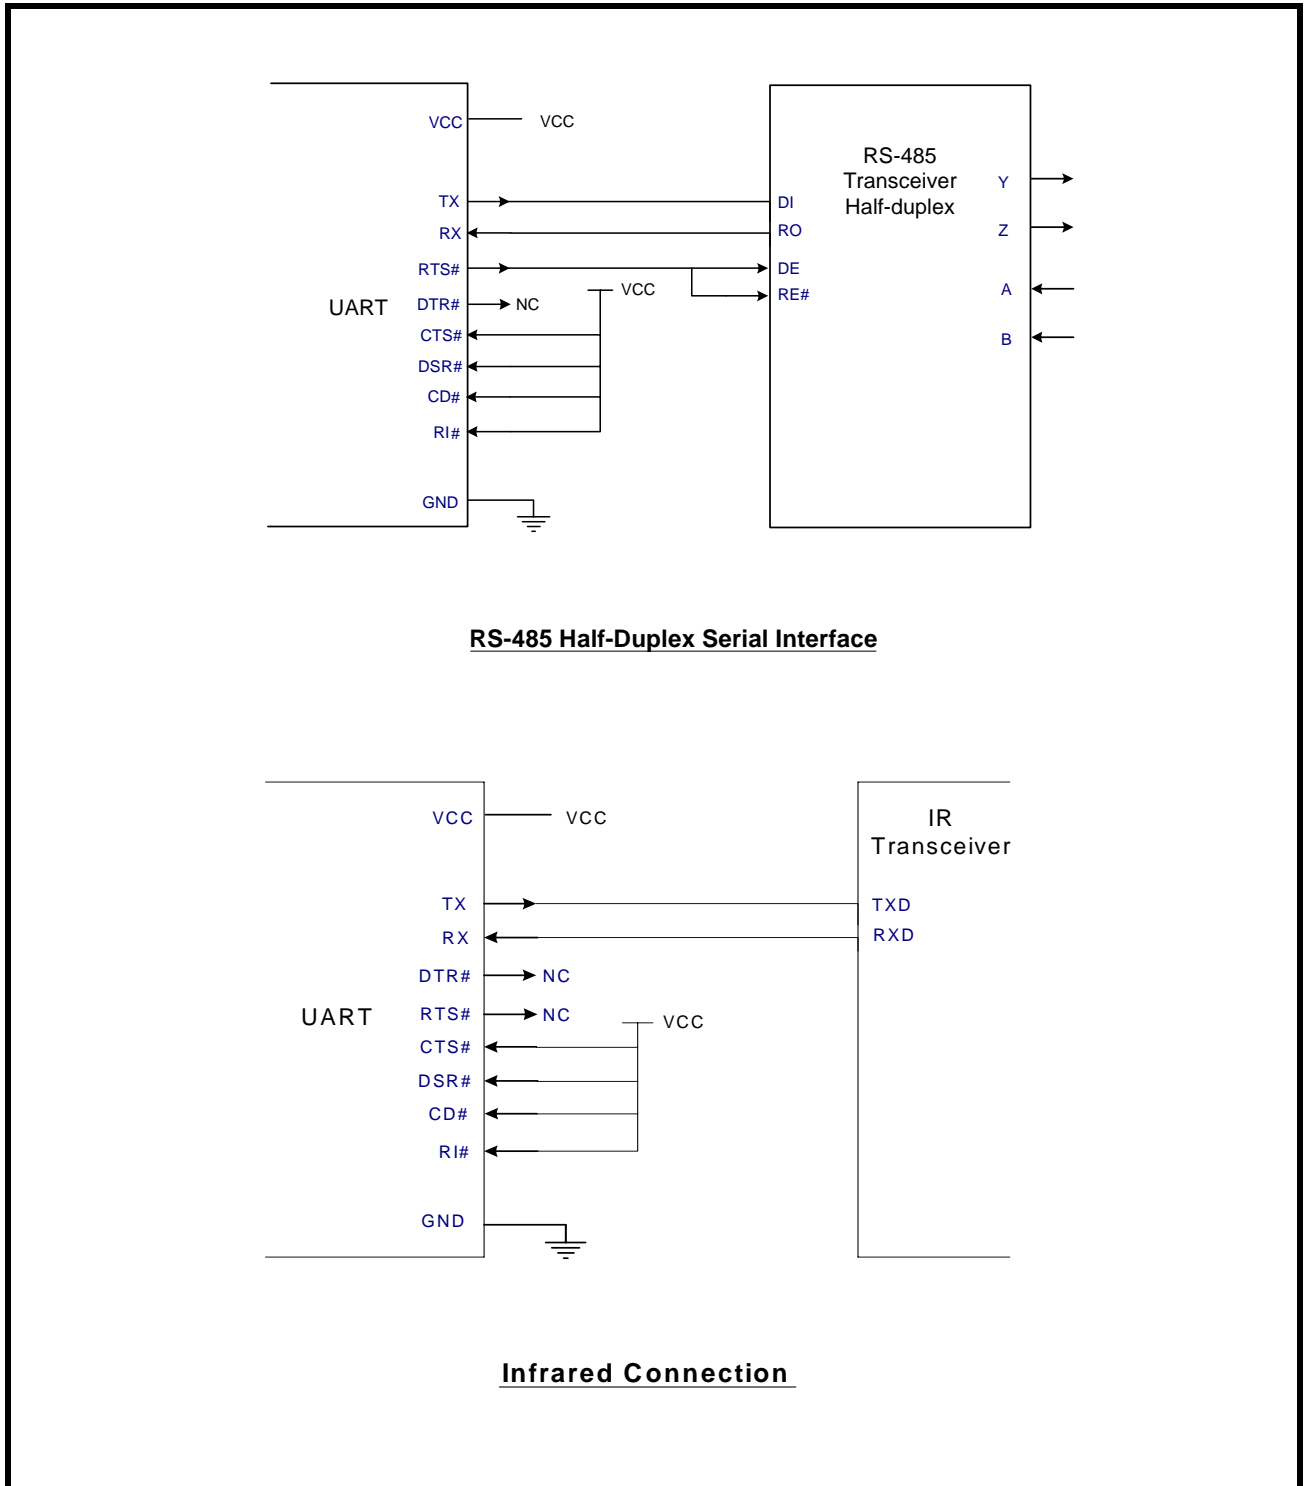 VCC VCC
TX
RX
RTS#
DTR# NC
CTS#
DSR#
CD#
RI#
GND
UART
VCC
RS-485
Transceiver
Half-duplex
DI
RO
DE
RE#
Y
Z
A
B
RS-485 Half-Duplex Serial Interface
VCC VCC
TX
RX
DTR# NC
RTS# NC
CTS#
DSR#
CD#
RI#
GND
UART
VCC
IR
Transceiver
TXD
RXD
Infrared Connection